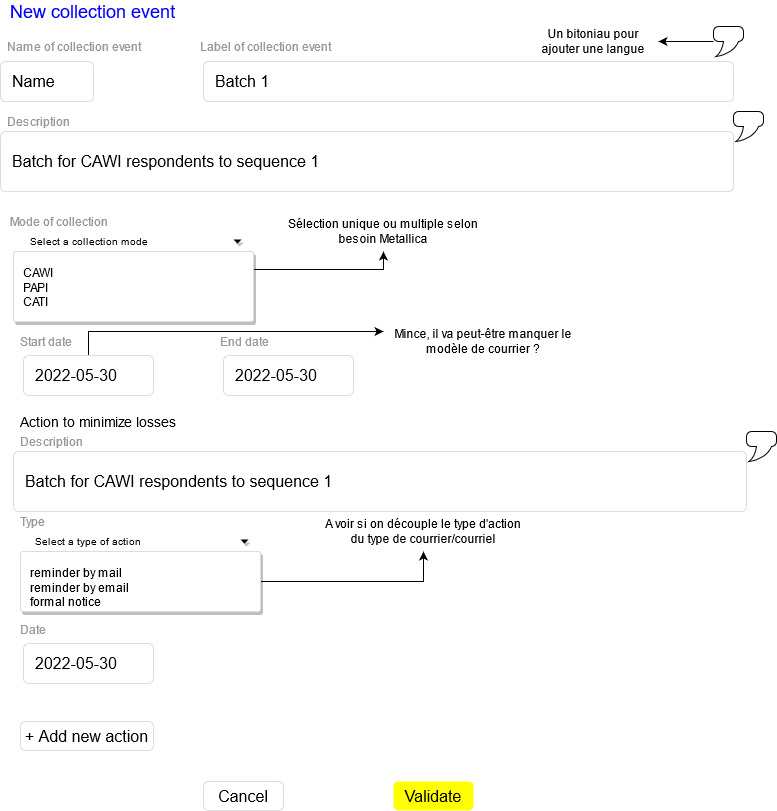 New collection event
Name of collection event
Label of collection event
Un bitoniau pour
ajouter une langue
Name
Batch 1
Description
Batch for CAWI respondents to sequence 1
Mode of collection
Select a collection mode
Sélection unique ou multiple selon
besoin Metallica
CAWI
PAPI
CATI
Start date
End date
Mince, il va peut-être manquer le
modèle de courrier ?
2022-05-30
2022-05-30
Action to minimize losses
Description
Batch for CAWI respondents to sequence 1
Type
Select a type of action
A voir si on découple le type d'action
du type de courrier/courriel
reminder by mail
reminder by email
formal notice
Date
2022-05-30
+ Add new action
Cancel
Validate